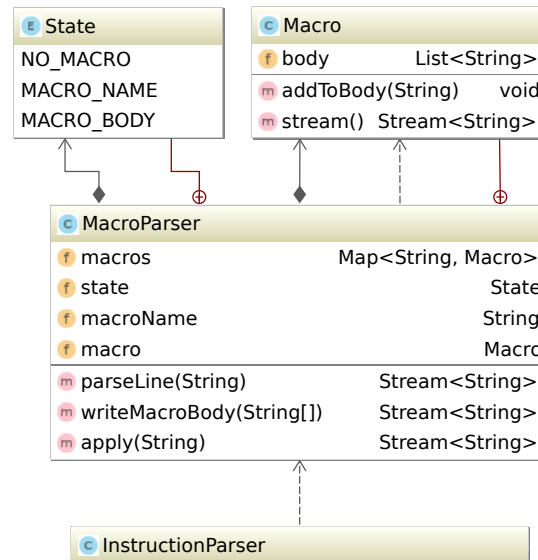 E State
NO_MACRO
MACRO_NAME
MACRO_BODY
C Macro
f body List<String>
m addToBody(String) void
m stream() Stream<String>
C MacroParser
f macros Map<String, Macro>
f state State
f macroName String
f macro Macro
m parseLine(String) Stream<String>
m writeMacroBody(String[]) Stream<String>
m apply(String) Stream<String>
C InstructionParser